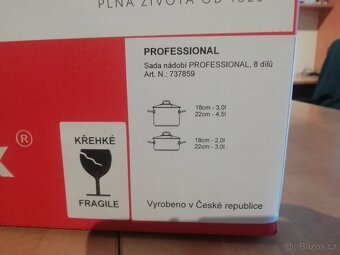 PLNÁ ŽIVOTA OD
PROFESSIONAL
Sada nádobí PROFESSIONAL, 8 dílů
Art. N.: 737859
18cm - 3,0l
22cm - 4,5l
18cm - 2,0l
22cm - 3,0l
®
KŘEHKÉ
FRAGILE
Vyrobeno v České republice
Bazos.cz